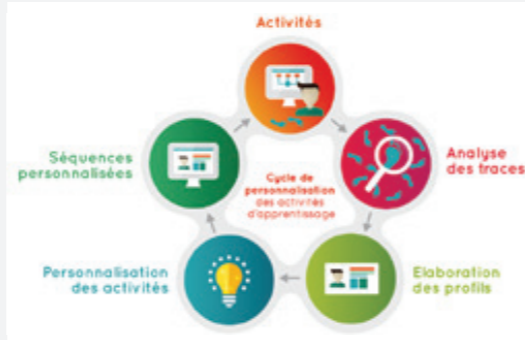 Activités
Analyse
des traces
Elaboration
des profils
Personnalisation
des activités
Séquences
personnalisées
Cycle de
personnalisation
des activités
d'apprentissage